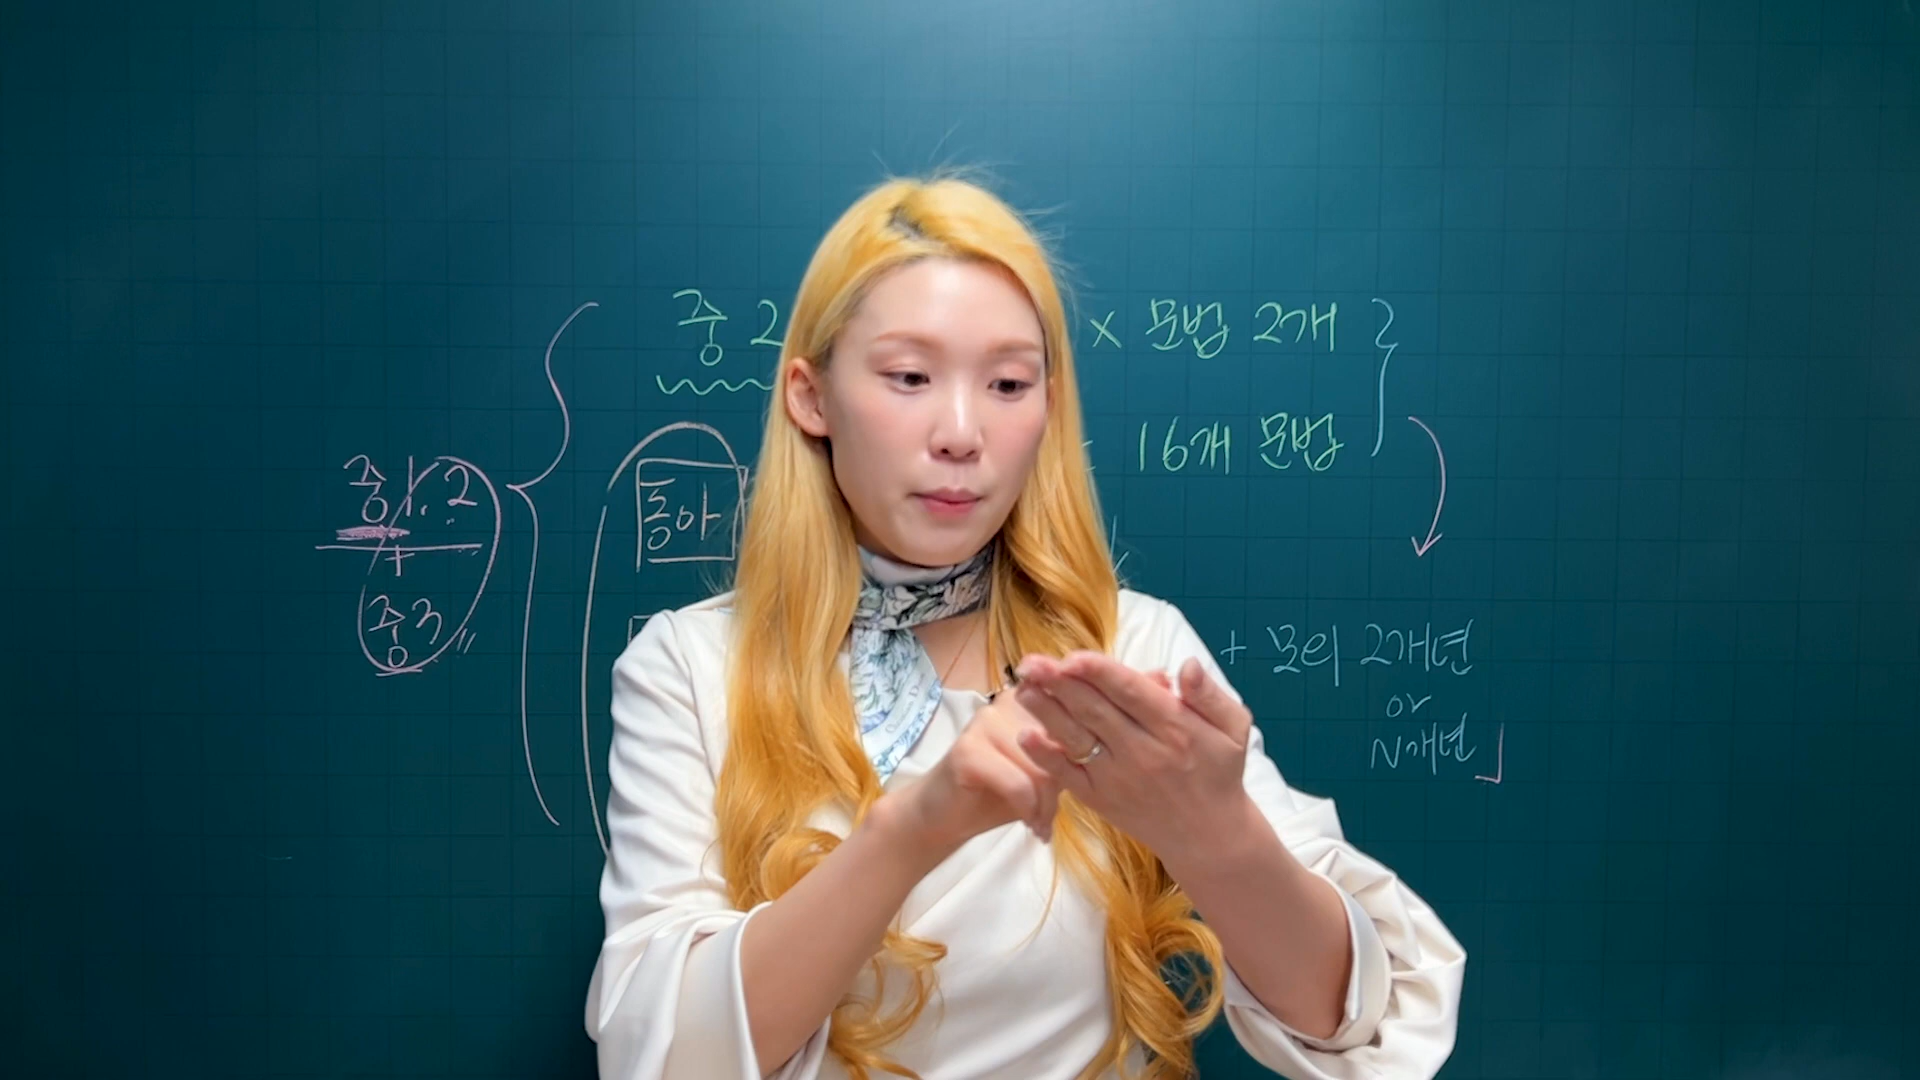 중 2
x 문법 2개
= 16개 문법
중1. 2
+
중3
동아
+ 모의 2개년
or
N개년